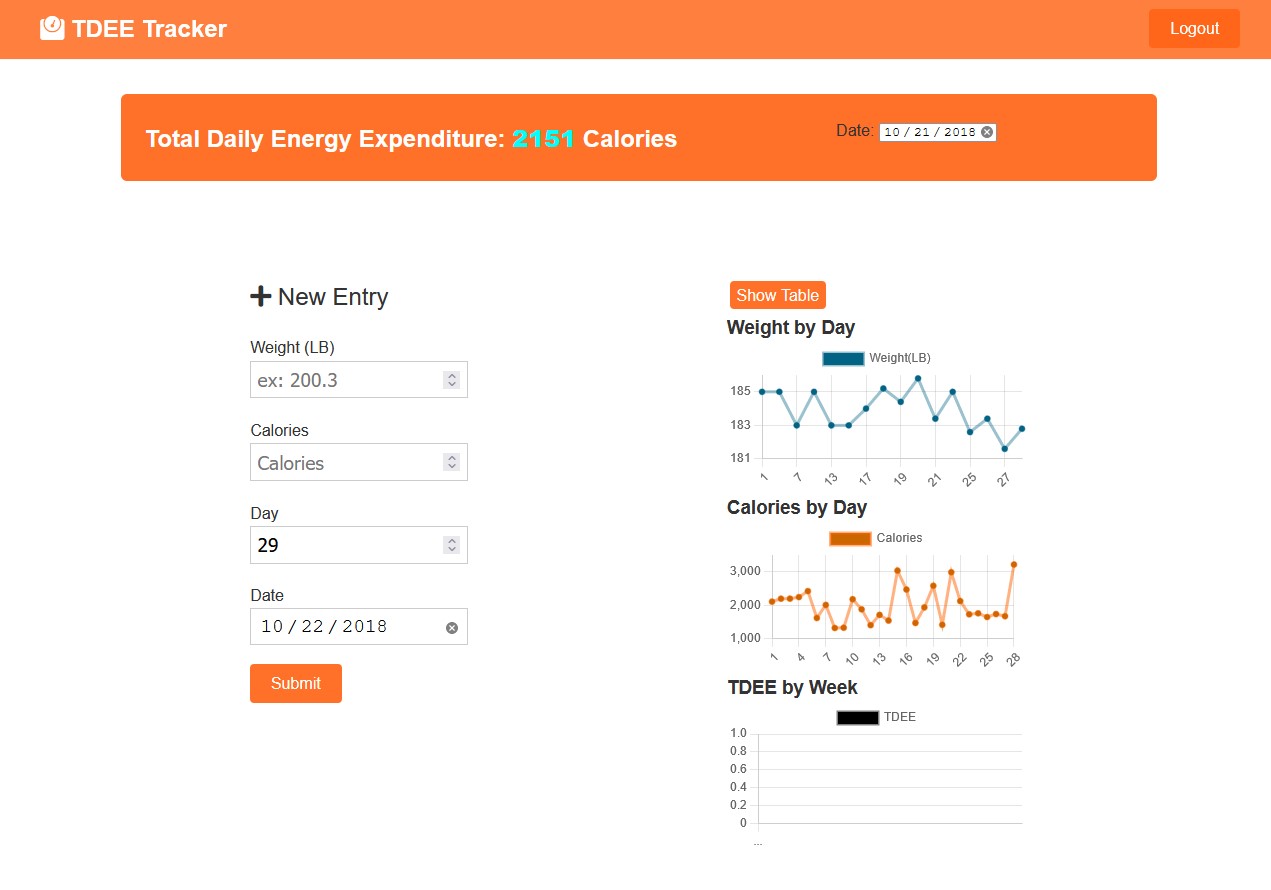 TDEE Tracker
Logout
Total Daily Energy Expenditure: 2151 Calories
Date: 10 / 21 / 2018
New Entry
Weight (LB)
ex: 200.3
Calories
Calories
Day
29
Date
10 / 22 / 2018
Submit
Show Table
Weight by Day
Weight(LB)
185
183
181
1 7 13 17 19 21 25 27
Calories by Day
Calories
3,000
2,000
1,000
1 4 7 10 13 16 19 22 25 28
TDEE by Week
TDEE
1.0
0.8
0.6
0.4
0.2
0
...